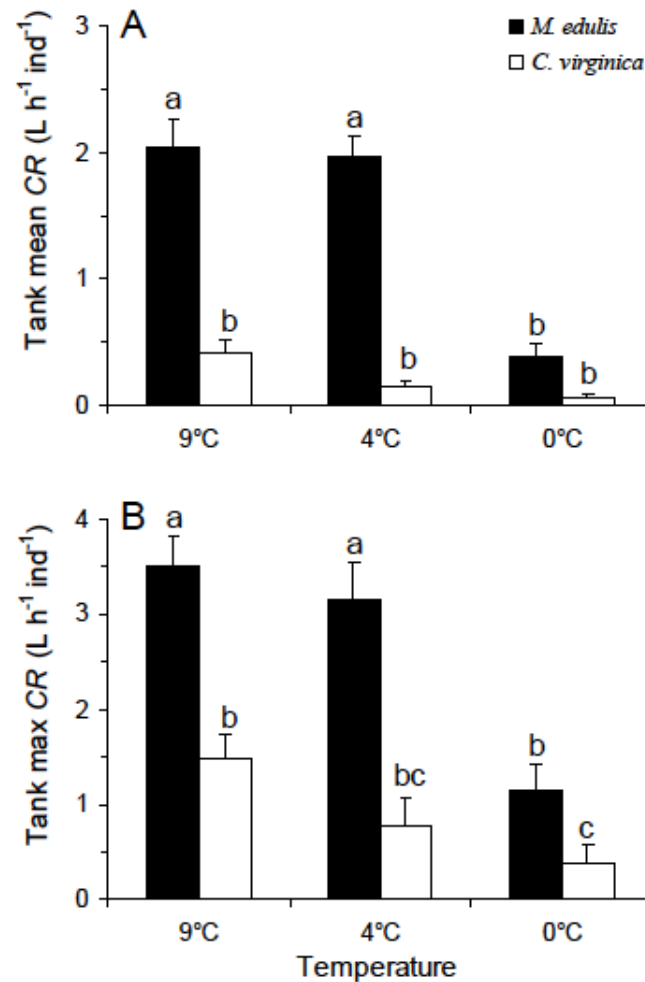 A
M. edulis
C. virginica
Tank mean CR (L h⁻¹ ind⁻¹)
3
2
1
0
a
b
a
b
b
b
9°C
4°C
0°C
B
Tank max CR (L h⁻¹ ind⁻¹)
4
3
2
1
0
a
b
a
bc
b
c
9°C
4°C
0°C
Temperature